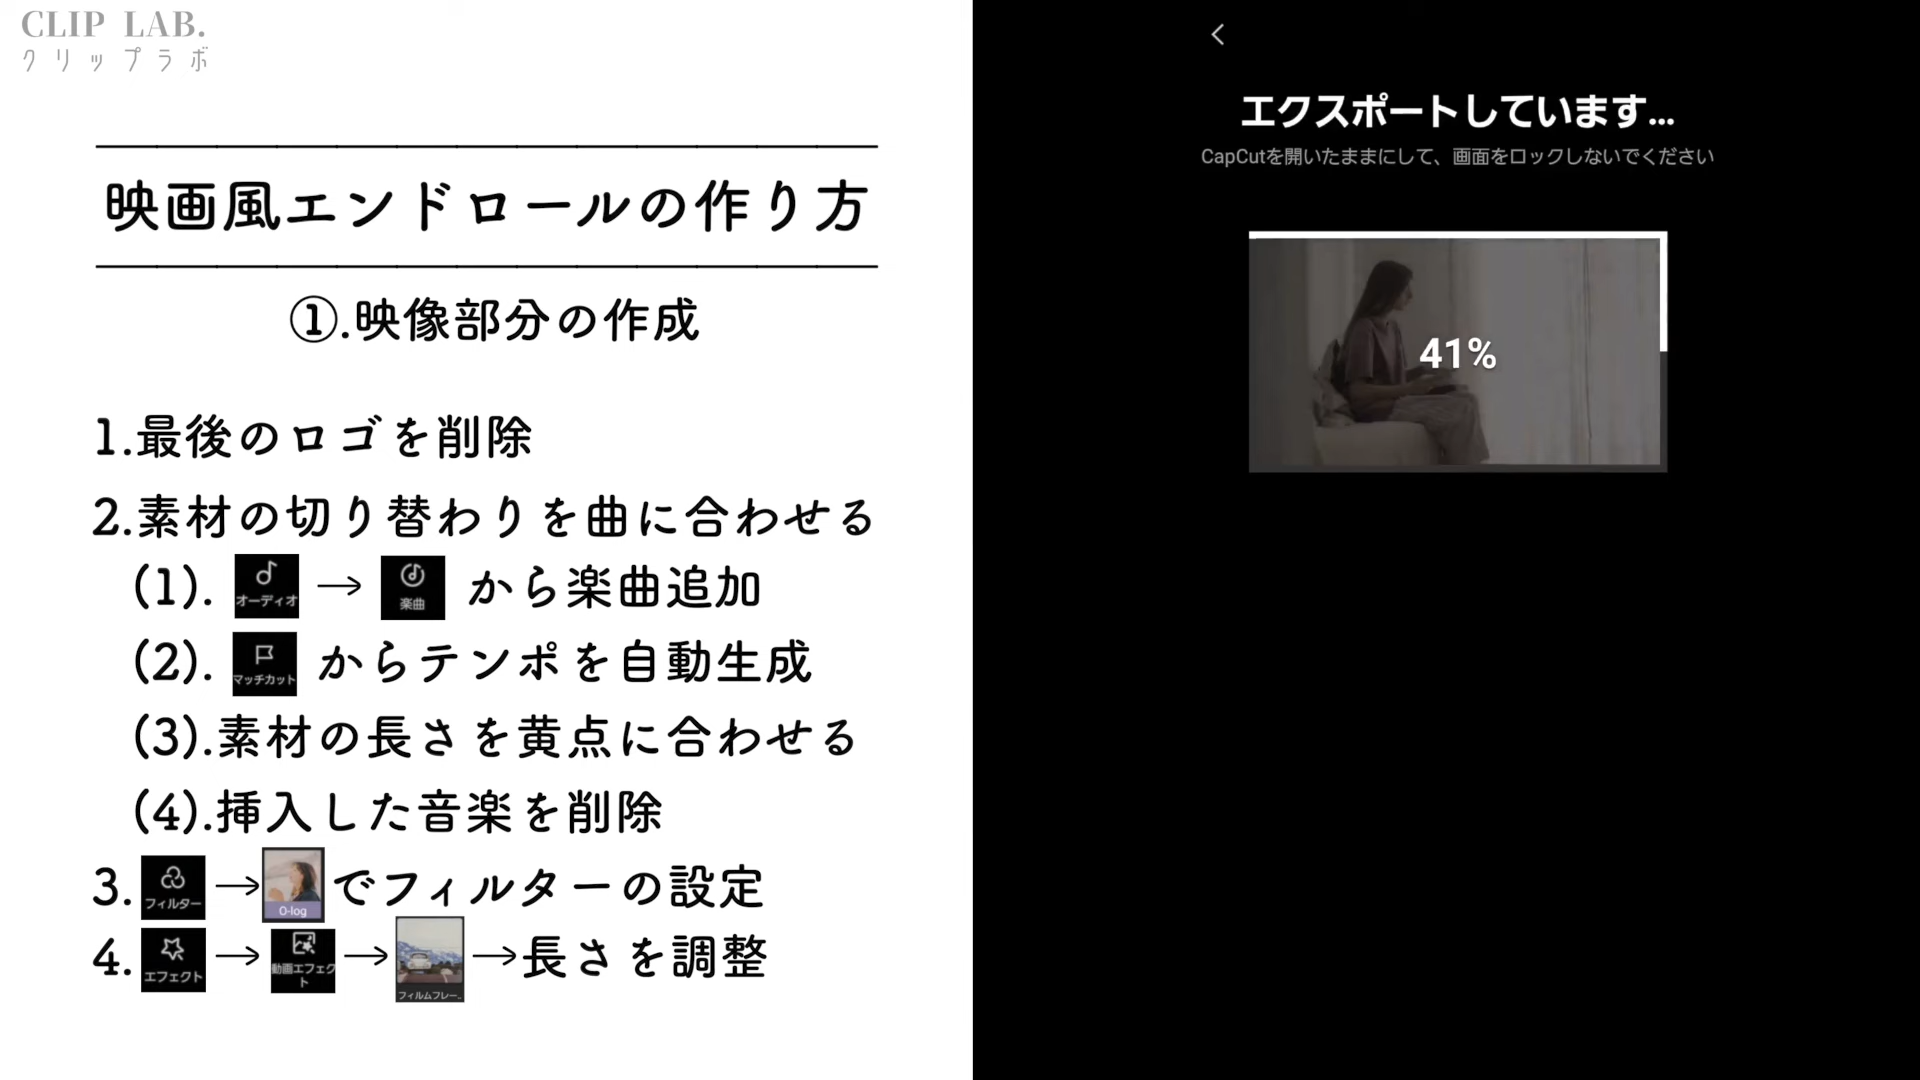 CLIP LAB.
クリップラボ
映画風エンドロールの作り方
①.映像部分の作成
1.最後のロゴを削除
2.素材の切り替わりを曲に合わせる
(1). オーディオ → 楽曲 から楽曲追加
(2). マッチカット からテンポを自動生成
(3).素材の長さを黄点に合わせる
(4).挿入した音楽を削除
3. フィルター → O-log でフィルターの設定
4. エフェクト → 動画エフェクト → フィルムフレー.. →長さを調整
エクスポートしています...
CapCutを開いたままにして、画面をロックしないでください
41%